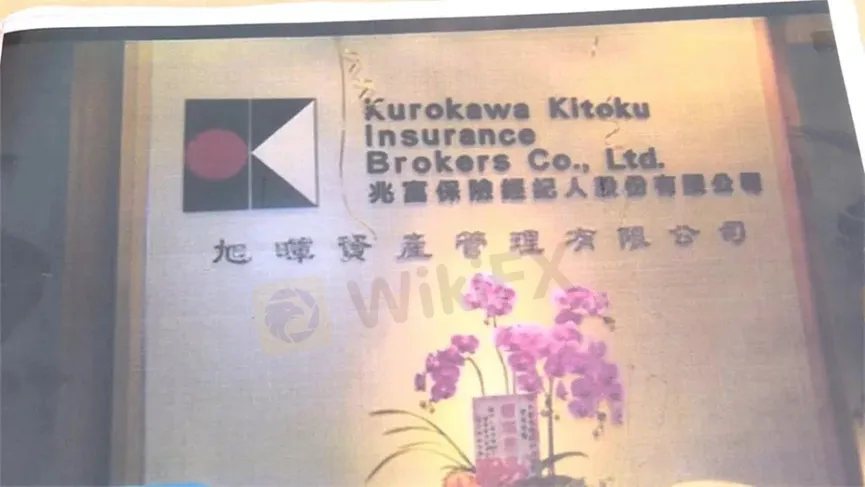 Kurokawa Kitoku
Insurance
Brokers Co., Ltd.
兆富保險經紀人股份有限公司
旭暉資產管理有限公司
WikiFX